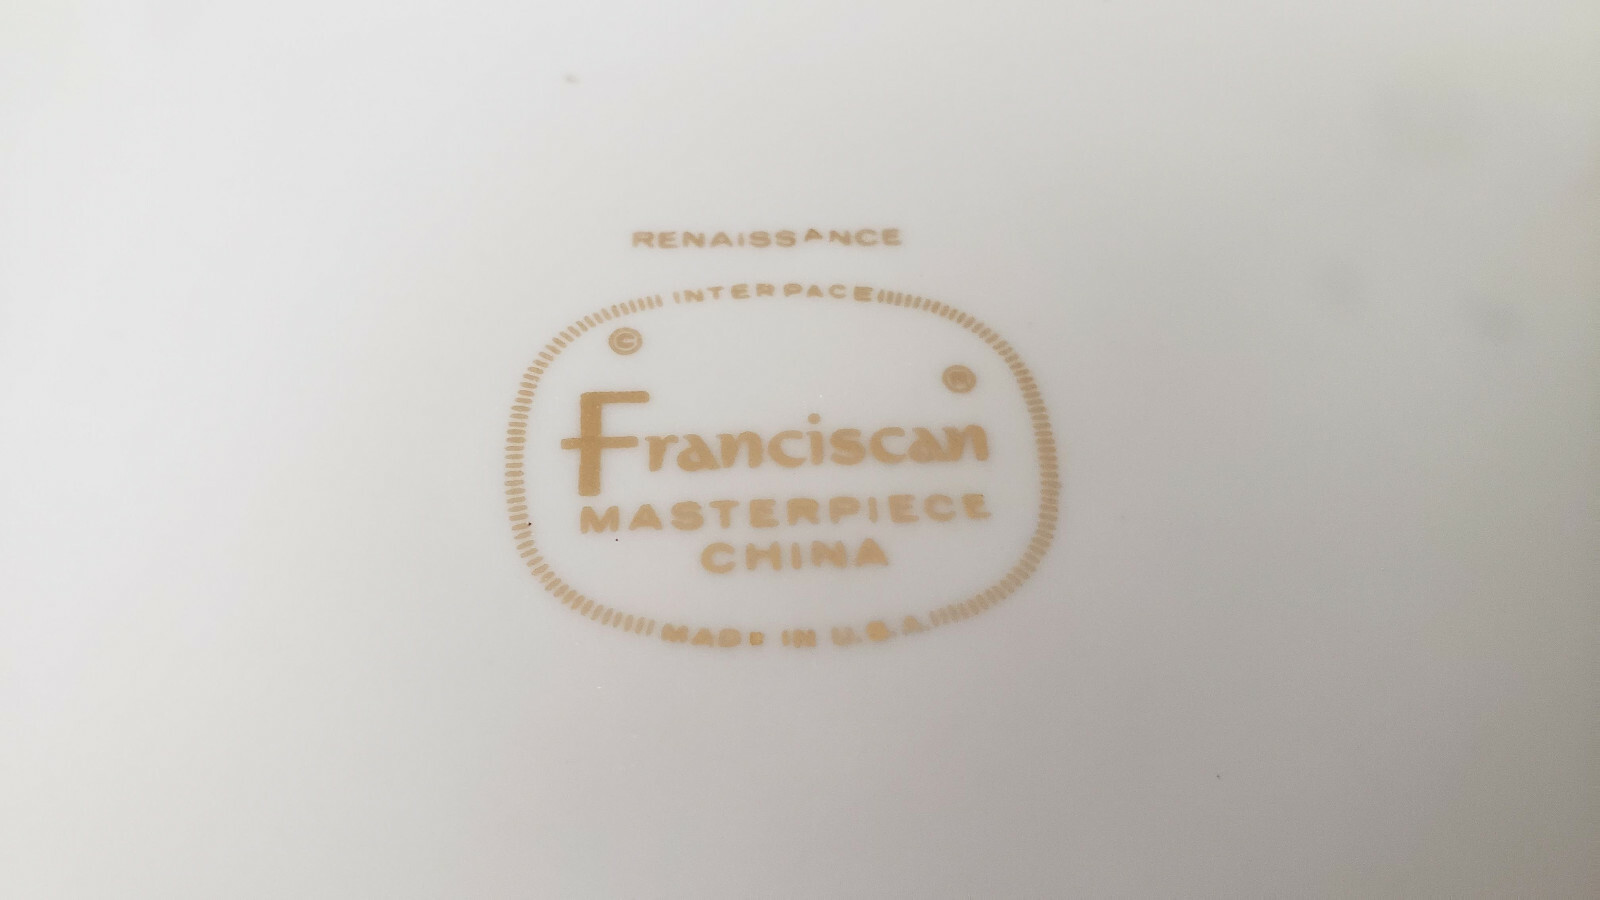 RENAISSANCE
INTERPACE
©
®
Franciscan
MASTERPIECE
CHINA
MADE IN U.S.A.